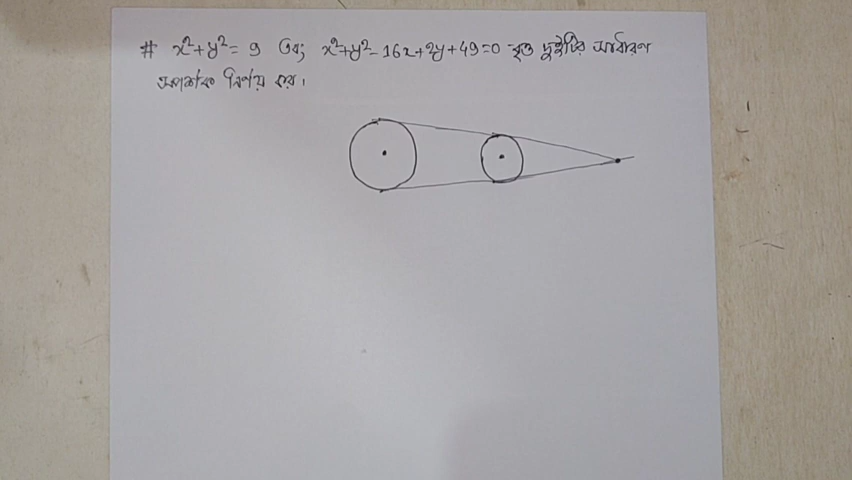 # x²+y²= 9 এবং x²+y²-16x+2y+49=0 বৃত্ত দুইটির সাধারণ
স্পর্শক নির্ণয় কর।